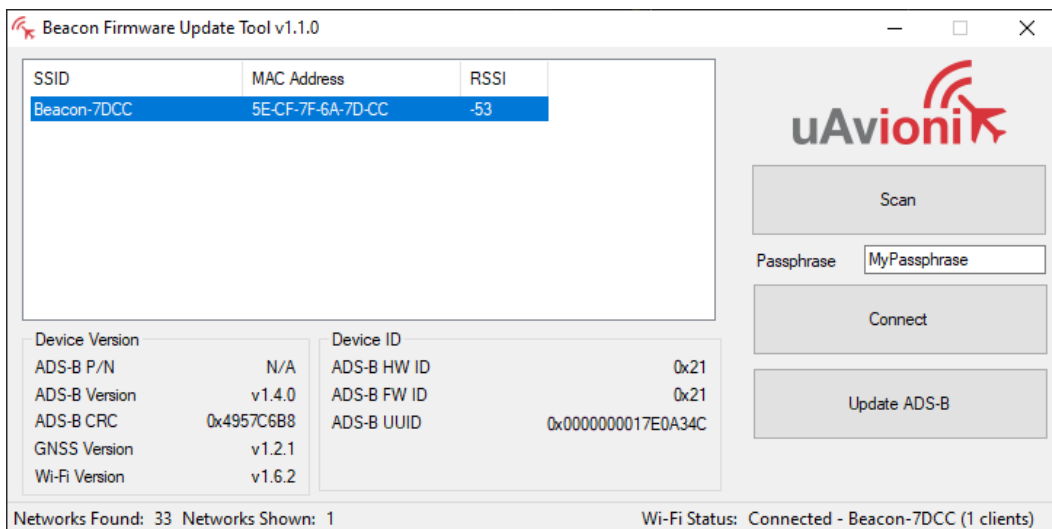 Beacon Firmware Update Tool v1.1.0
SSID MAC Address RSSI
Beacon-7DCC 5E-CF-7F-6A-7D-CC -53
uAvionix
Scan
Passphrase MyPassphrase
Connect
Update ADS-B
Device Version
ADS-B P/N N/A
ADS-B Version v1.4.0
ADS-B CRC 0x4957C6B8
GNSS Version v1.2.1
Wi-Fi Version v1.6.2
Device ID
ADS-B HW ID 0x21
ADS-B FW ID 0x21
ADS-B UUID 0x0000000017E0A34C
Networks Found: 33 Networks Shown: 1
Wi-Fi Status: Connected - Beacon-7DCC (1 clients)